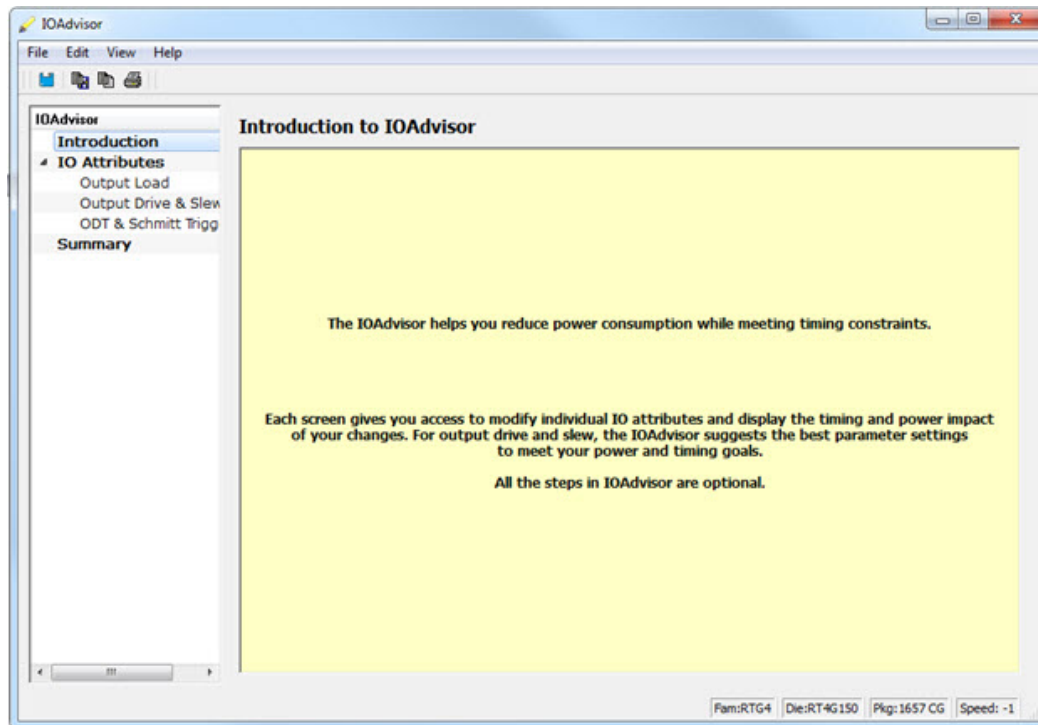 IOAdvisor
File Edit View Help
IOAdvisor
Introduction
IO Attributes
Output Load
Output Drive & Slew
ODT & Schmitt Trigg
Summary
Introduction to IOAdvisor
The IOAdvisor helps you reduce power consumption while meeting timing constraints.
Each screen gives you access to modify individual IO attributes and display the timing and power impact
of your changes. For output drive and slew, the IOAdvisor suggests the best parameter settings
to meet your power and timing goals.
All the steps in IOAdvisor are optional.
Fam:RTG4 Die:RT4G150 Pkg:1657 CG Speed: -1